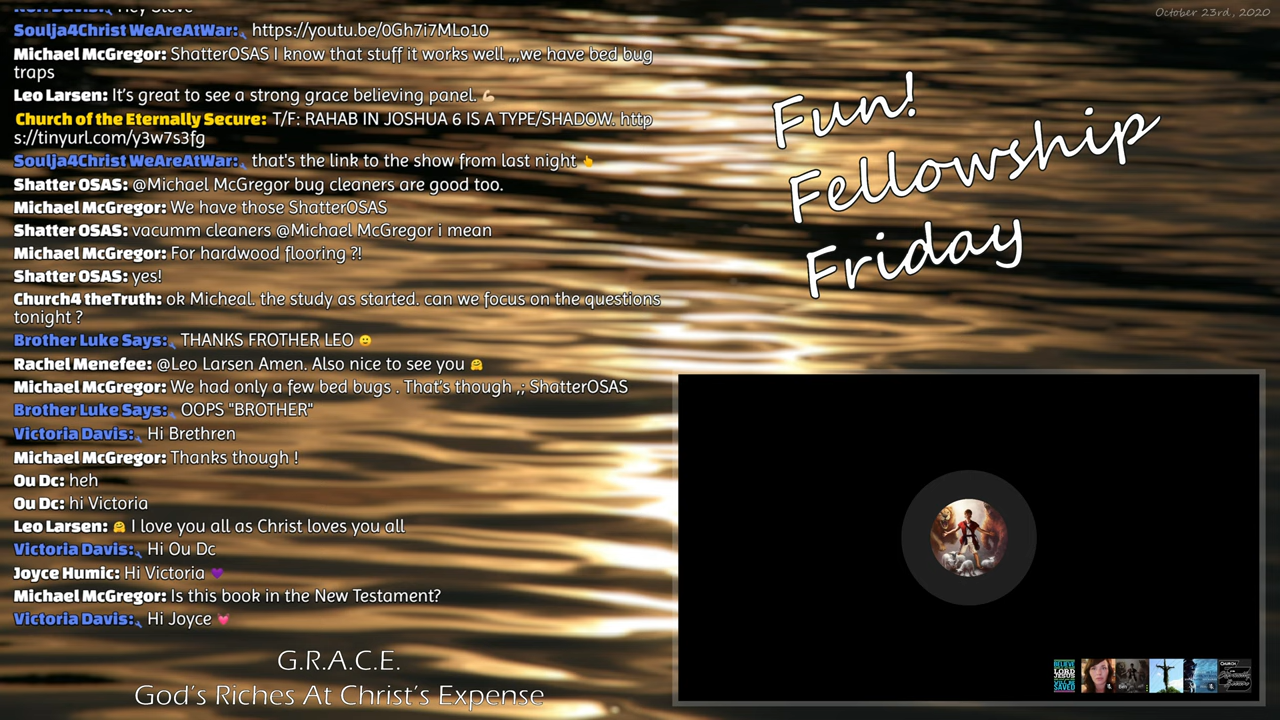 October 23rd, 2020
Hey Steve
Soulja4Christ WeAreAtWar: https://youtu.be/0Gh7i7MLo10
Michael McGregor: ShatterOSAS I know that stuff it works well ,,,we have bed bug
traps
Leo Larsen: It's great to see a strong grace believing panel. 💪🏻
Church of the Eternally Secure: T/F: RAHAB IN JOSHUA 6 IS A TYPE/SHADOW. http
s://tinyurl.com/y3w7s3fg
Soulja4Christ WeAreAtWar: that's the link to the show from last night 👆
Shatter OSAS: @Michael McGregor bug cleaners are good too.
Michael McGregor: We have those ShatterOSAS
Shatter OSAS: vacumm cleaners @Michael McGregor i mean
Michael McGregor: For hardwood flooring ?!
Shatter OSAS: yes!
Church4 theTruth: ok Micheal. the study as started. can we focus on the questions
tonight ?
Brother Luke Says: THANKS FROTHER LEO 🙂
Rachel Menefee: @Leo Larsen Amen. Also nice to see you 🤗
Michael McGregor: We had only a few bed bugs . That's though ,; ShatterOSAS
Brother Luke Says: OOPS "BROTHER"
Victoria Davis: Hi Brethren
Michael McGregor: Thanks though !
Ou Dc: heh
Ou Dc: hi Victoria
Leo Larsen: 🤗 I love you all as Christ loves you all
Victoria Davis: Hi Ou Dc
Joyce Humic: Hi Victoria 💜
Michael McGregor: Is this book in the New Testament?
Victoria Davis: Hi Joyce 💓
G.R.A.C.E.
God's Riches At Christ's Expense
Fun!
Fellowship
Friday
BELIEVE
LORD
JESUS
SAVED
CHURCH